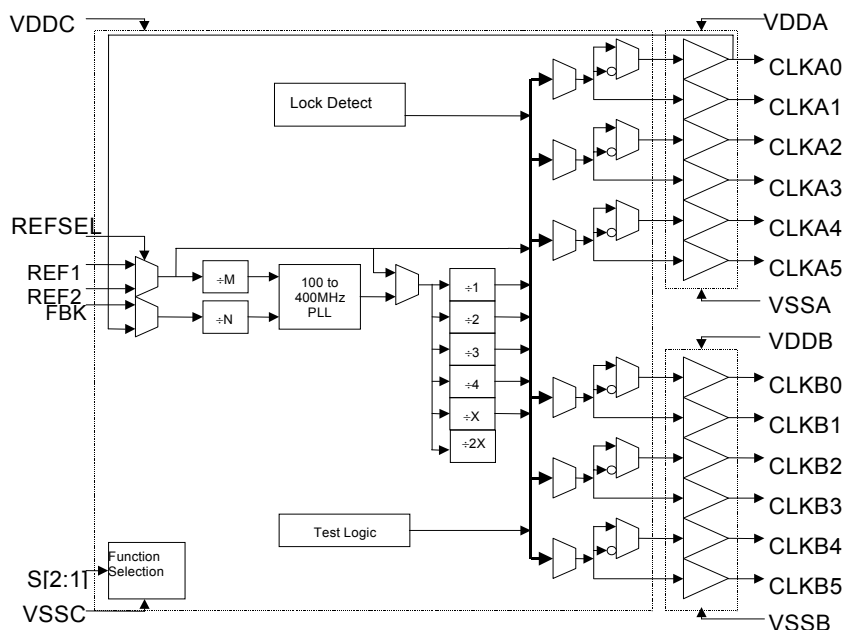 VDDC
VDDA
CLKA0
Lock Detect
CLKA1
CLKA2
CLKA3
REFSEL
CLKA4
REF1
CLKA5
÷M
100 to
400MHz
PLL
÷1
REF2
FBK
÷N
÷2
VSSA
÷3
VDDB
÷4
CLKB0
÷X
CLKB1
÷2X
CLKB2
CLKB3
Test Logic
CLKB4
Function
Selection
S[2:1]
CLKB5
VSSC
VSSB